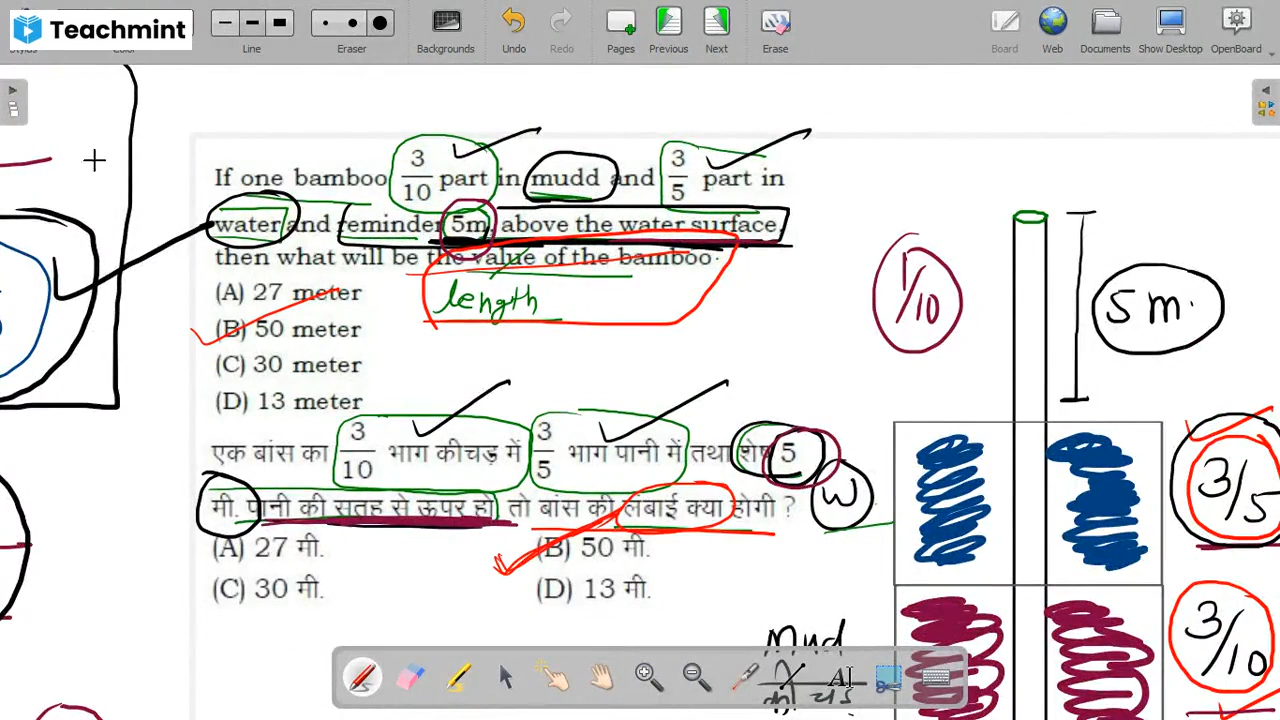 Teachmint
Line
Eraser
Backgrounds
Undo
Redo
Pages
Previous
Next
Erase
Board
Web
Documents
Show Desktop
OpenBoard
If one bamboo 3/10 part in mudd and 3/5 part in
water and reminder 5m, above the water surface,
then what will be the value of the bamboo.
length
(A) 27 meter
(B) 50 meter
(C) 30 meter
(D) 13 meter
एक बांस का 3/10 भाग कीचड़ में 3/5 भाग पानी में तथा शेष 5
मी. पानी की सतह से ऊपर हो तो बांस की लंबाई क्या होगी ?
(A) 27 मी. (B) 50 मी.
(C) 30 मी. (D) 13 मी.
1/10
5 m.
W
3/5
3/10
Mud